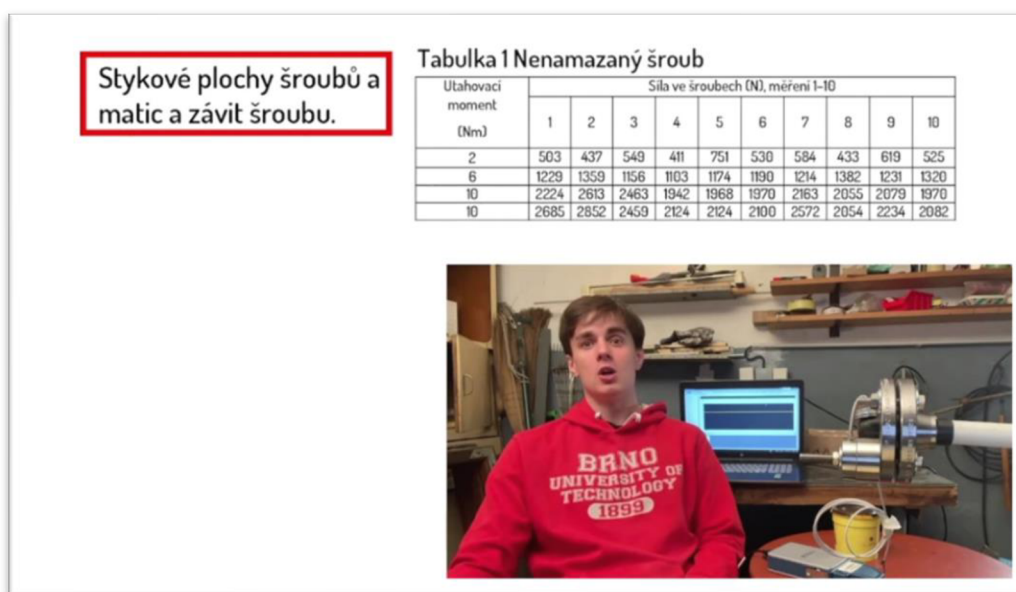 Stykové plochy šroubů a
matic a závit šroubu.
Tabulka 1 Nenamazaný šroub
Utahovací moment (Nm) Síla ve šroubech (N), měření 1–10
1 2 3 4 5 6 7 8 9 10
2 503 437 549 411 751 530 584 433 619 525
6 1229 1359 1156 1103 1174 1190 1214 1382 1231 1320
10 2224 2613 2463 1942 1968 1970 2163 2055 2079 1970
10 2685 2852 2459 2124 2124 2100 2572 2054 2234 2082
BRNO
UNIVERSITY OF
TECHNOLOGY
1899